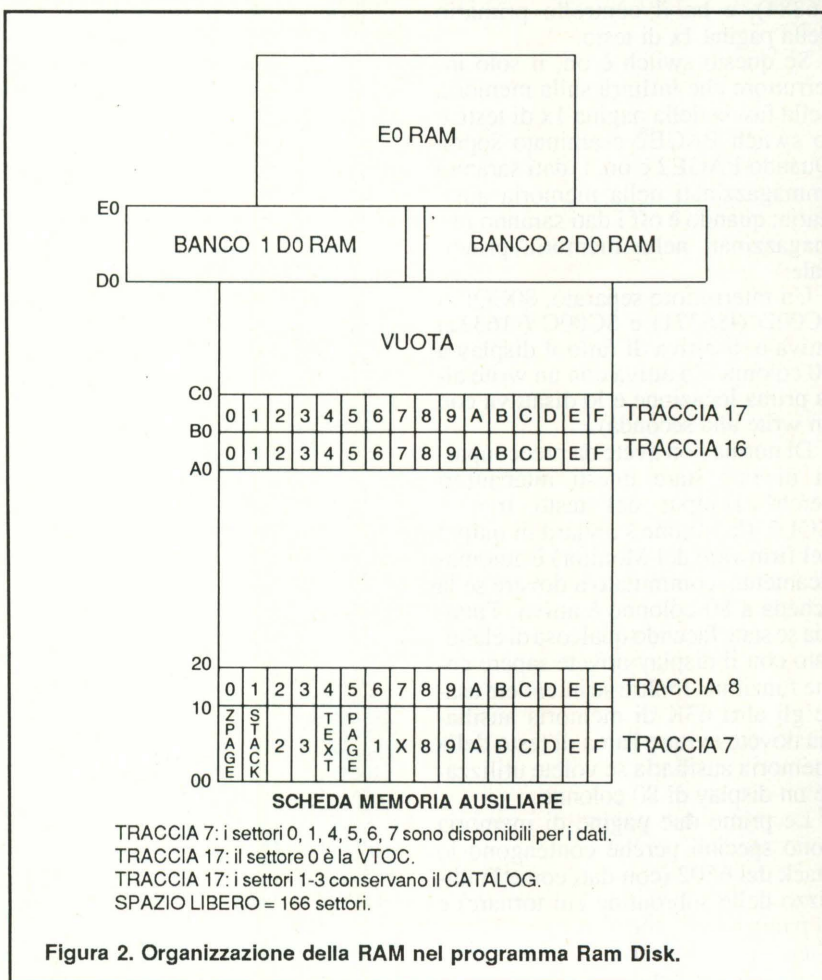 E0 RAM
E0
BANCO 1 D0 RAM
BANCO 2 D0 RAM
D0
VUOTA
C0
0 1 2 3 4 5 6 7 8 9 A B C D E F TRACCIA 17
B0
0 1 2 3 4 5 6 7 8 9 A B C D E F TRACCIA 16
A0
20
0 1 2 3 4 5 6 7 8 9 A B C D E F TRACCIA 8
10
ZPAGE STACK 2 3 TEXT PAGE 1 X 8 9 A B C D E F TRACCIA 7
00
SCHEDA MEMORIA AUSILIARE
TRACCIA 7: i settori 0, 1, 4, 5, 6, 7 sono disponibili per i dati.
TRACCIA 17: il settore 0 è la VTOC.
TRACCIA 17: i settori 1-3 conservano il CATALOG.
SPAZIO LIBERO = 166 settori.
Figura 2. Organizzazione della RAM nel programma Ram Disk.